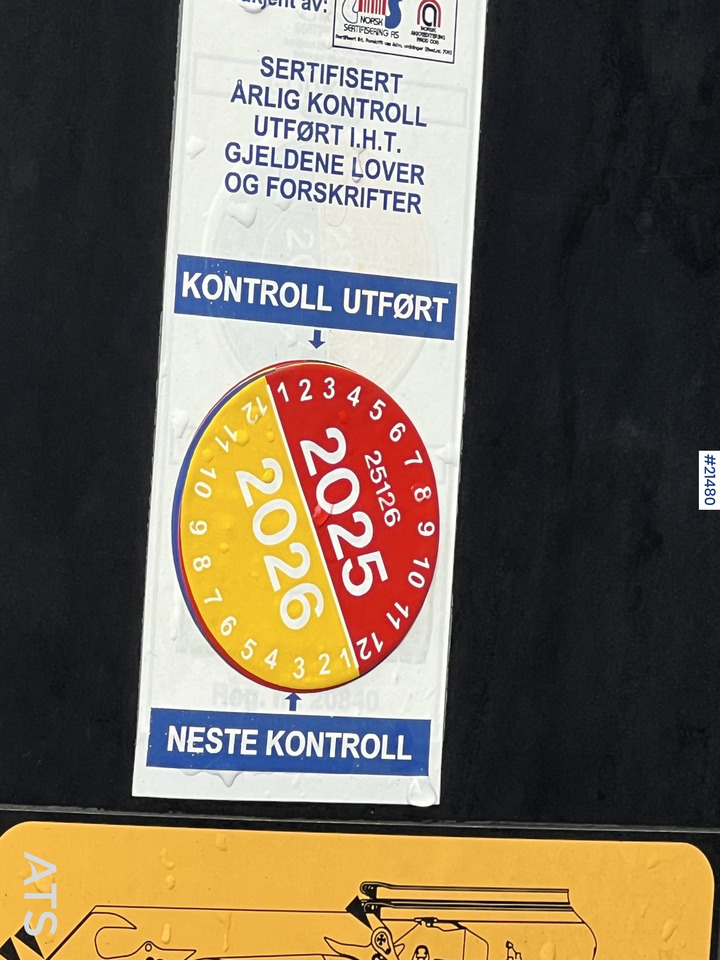 NORSK
SERTIFISERING AS
NORSK
AKKREDITERING
SERTIFISERT
ÅRLIG KONTROLL
UTFØRT I.H.T.
GJELDENE LOVER
OG FORSKRIFTER
KONTROLL UTFØRT
1 2 3 4 5 6 7 8 9 10 11 12
25126
2025
2026
1 2 3 4 5 6 7 8 9 10 11 12
NESTE KONTROLL
#21480
ATS